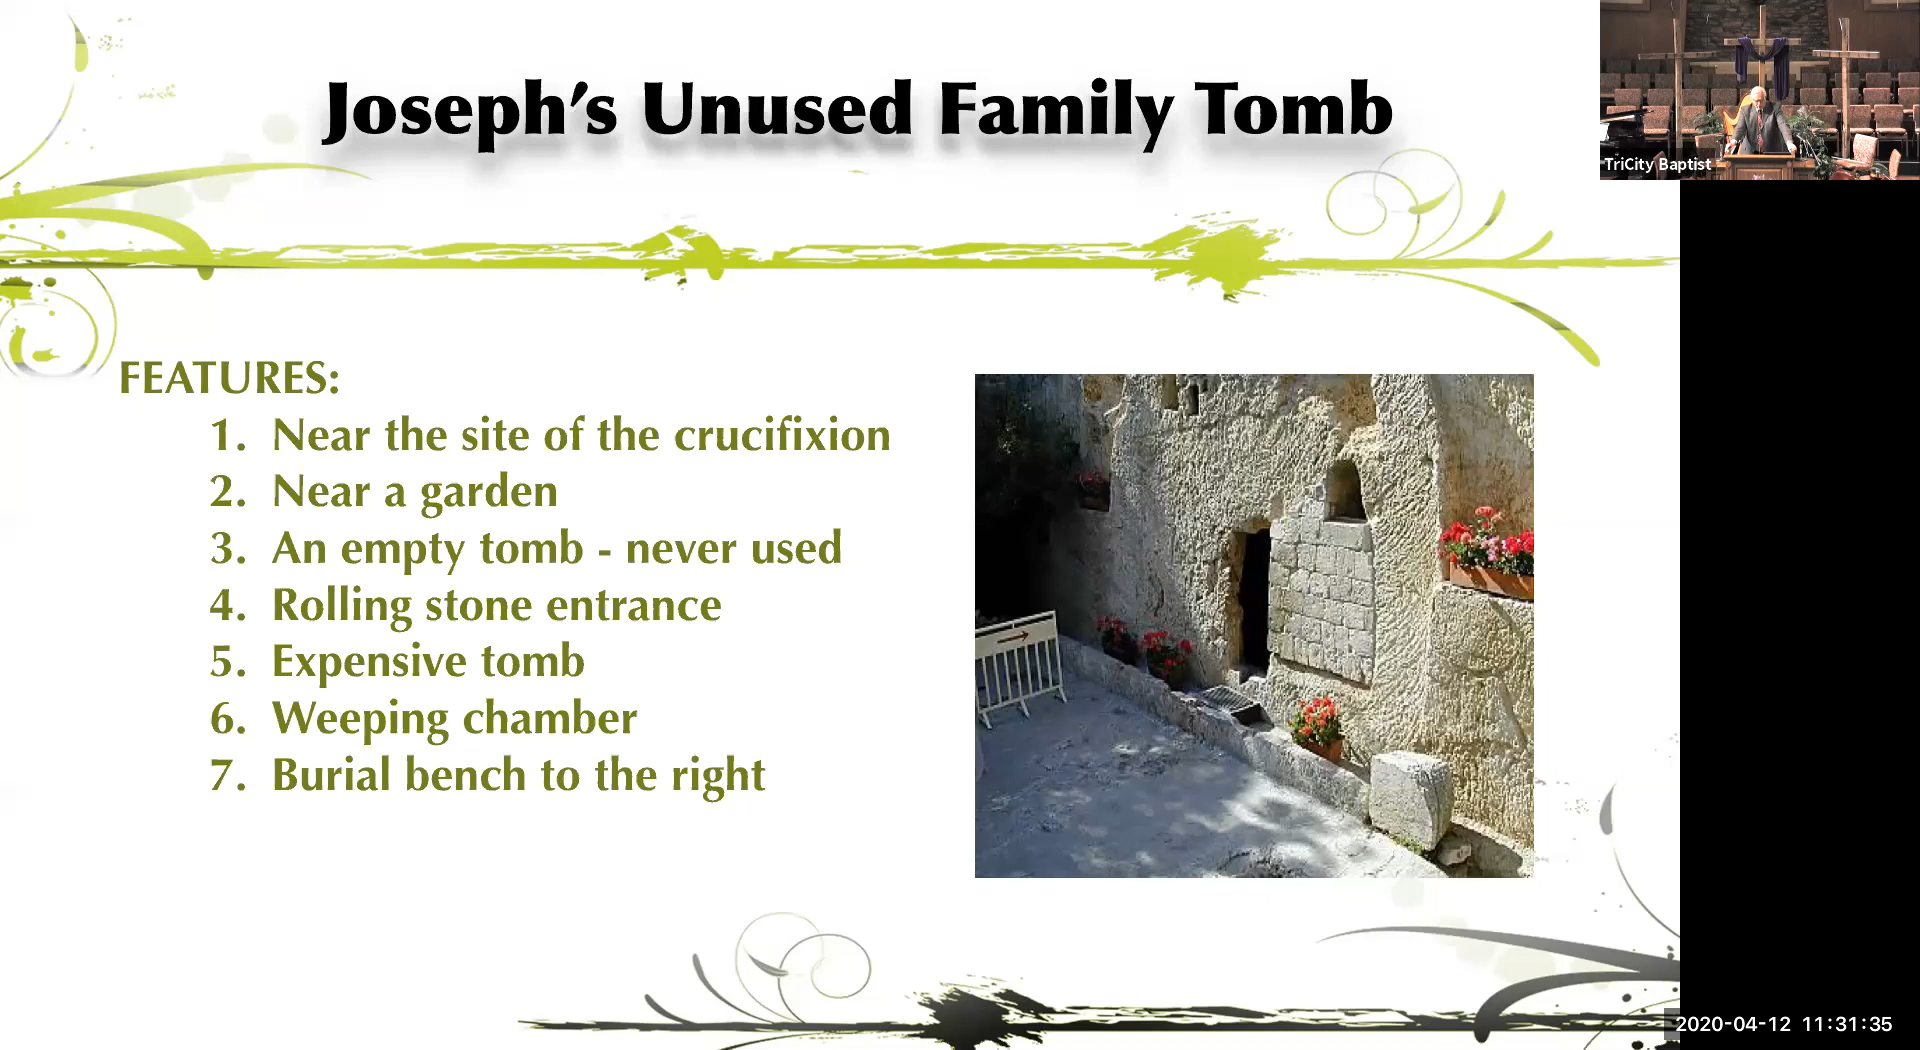 Joseph’s Unused Family Tomb
TriCity Baptist
FEATURES:
1. Near the site of the crucifixion
2. Near a garden
3. An empty tomb - never used
4. Rolling stone entrance
5. Expensive tomb
6. Weeping chamber
7. Burial bench to the right
2020-04-12 11:31:35